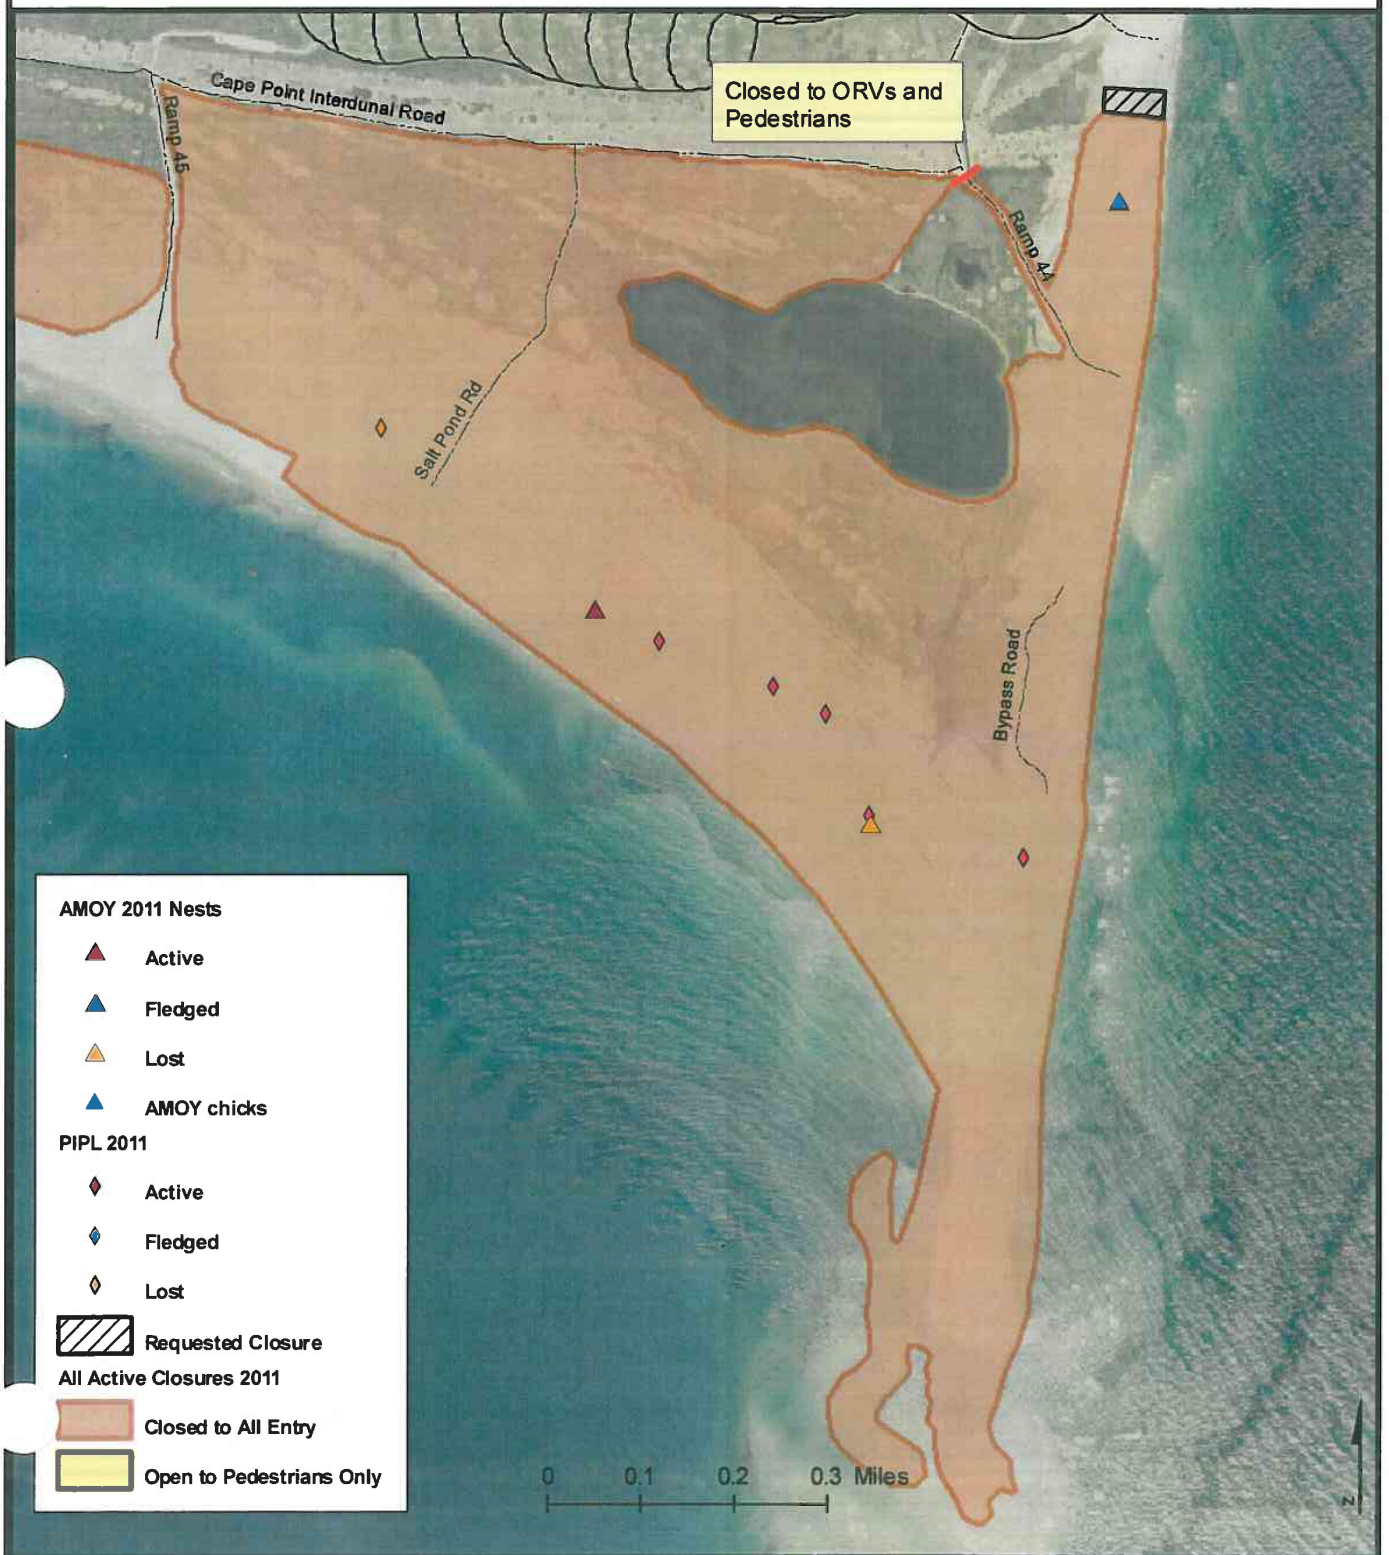 Cape Point Interdunal Road
Ramp 45
Closed to ORVs and
Pedestrians
Ramp 44
Salt Pond Rd
Bypass Road
AMOY 2011 Nests
Active
Fledged
Lost
AMOY chicks
PIPL 2011
Active
Fledged
Lost
Requested Closure
All Active Closures 2011
Closed to All Entry
Open to Pedestrians Only
0 0.1 0.2 0.3 Miles
N